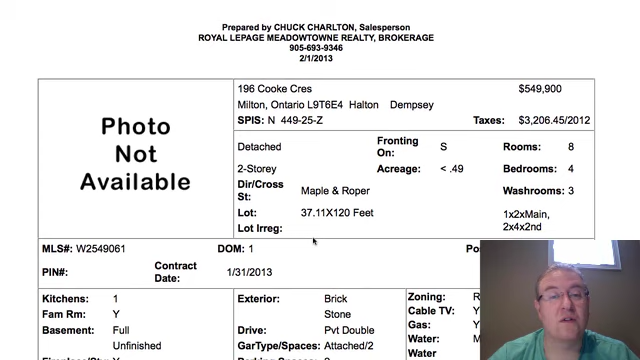 Prepared by CHUCK CHARLTON, Salesperson
ROYAL LEPAGE MEADOWTOWNE REALTY, BROKERAGE
905-693-9346
2/1/2013
Photo Not Available
196 Cooke Cres $549,900
Milton, Ontario L9T6E4 Halton Dempsey
SPIS: N 449-25-Z Taxes: $3,206.45/2012
Detached Fronting On: S Rooms: 8
2-Storey Acreage: < .49 Bedrooms: 4
Dir/Cross St: Maple & Roper Washrooms: 3
Lot: 37.11X120 Feet 1x2xMain,
Lot Irreg: 2x4x2nd
MLS#: W2549061 DOM: 1
PIN#: Contract Date: 1/31/2013
Kitchens: 1 Exterior: Brick Zoning:
Fam Rm: Y Stone Cable TV: Y
Basement: Full Drive: Pvt Double Gas: Y
Unfinished GarType/Spaces: Attached/2 Water:
Water